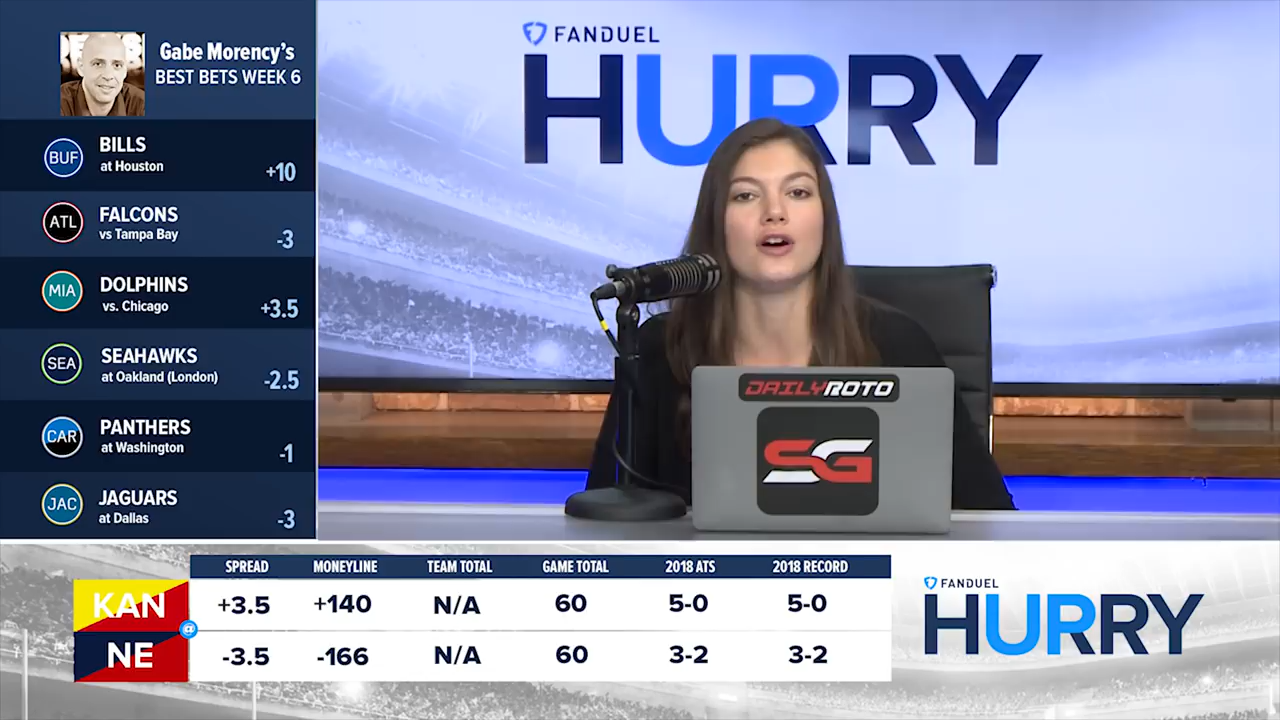 Gabe Morency's
BEST BETS WEEK 6
BUF
BILLS
at Houston
+10
ATL
FALCONS
vs Tampa Bay
-3
MIA
DOLPHINS
vs. Chicago
+3.5
SEA
SEAHAWKS
at Oakland (London)
-2.5
CAR
PANTHERS
at Washington
-1
JAC
JAGUARS
at Dallas
-3
FANDUEL
HURRY
DAILYROTO
SG
SPREAD MONEYLINE TEAM TOTAL GAME TOTAL 2018 ATS 2018 RECORD
KAN +3.5 +140 N/A 60 5-0 5-0
@
NE -3.5 -166 N/A 60 3-2 3-2
FANDUEL
HURRY